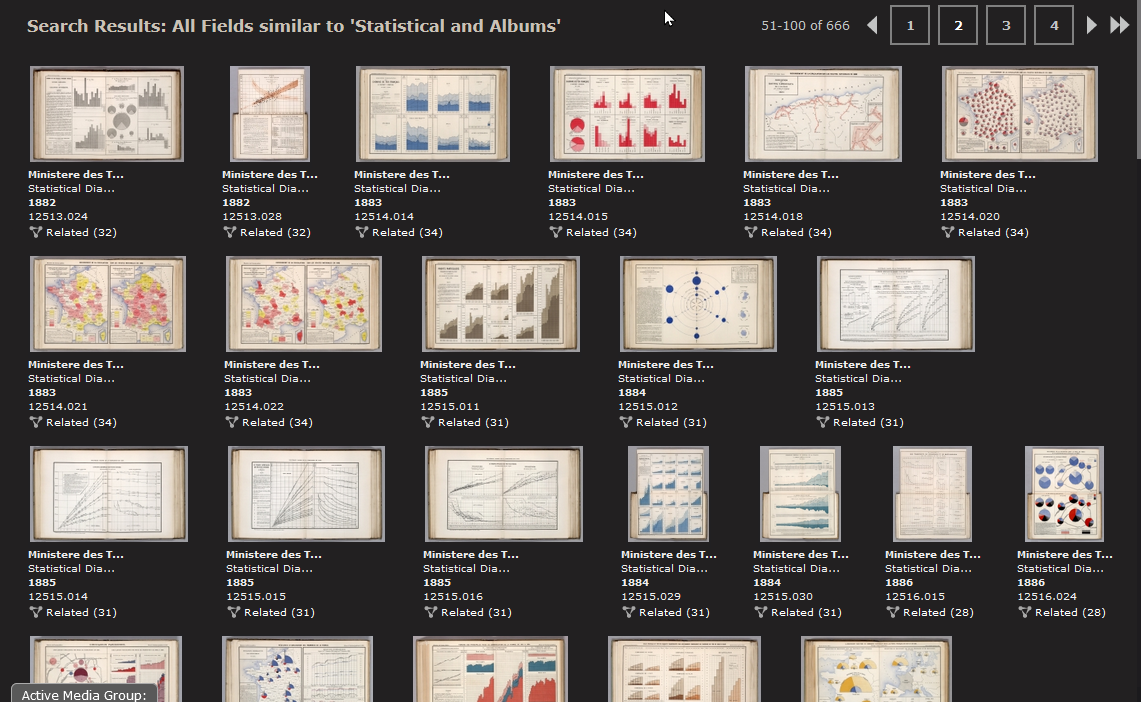 Search Results: All Fields similar to 'Statistical and Albums'
51-100 of 666
1
2
3
4
Ministere des T...
Statistical Dia...
1882
12513.024
Related (32)
Ministere des T...
Statistical Dia...
1882
12513.028
Related (32)
Ministere des T...
Statistical Dia...
1883
12514.014
Related (34)
Ministere des T...
Statistical Dia...
1883
12514.015
Related (34)
Ministere des T...
Statistical Dia...
1883
12514.018
Related (34)
Ministere des T...
Statistical Dia...
1883
12514.020
Related (34)
Ministere des T...
Statistical Dia...
1883
12514.021
Related (34)
Ministere des T...
Statistical Dia...
1883
12514.022
Related (34)
Ministere des T...
Statistical Dia...
1885
12515.011
Related (31)
Ministere des T...
Statistical Dia...
1884
12515.012
Related (31)
Ministere des T...
Statistical Dia...
1885
12515.013
Related (31)
Ministere des T...
Statistical Dia...
1885
12515.014
Related (31)
Ministere des T...
Statistical Dia...
1885
12515.015
Related (31)
Ministere des T...
Statistical Dia...
1885
12515.016
Related (31)
Ministere des T...
Statistical Dia...
1884
12515.029
Related (31)
Ministere des T...
Statistical Dia...
1884
12515.030
Related (31)
Ministere des T...
Statistical Dia...
1886
12516.015
Related (28)
Ministere des T...
Statistical Dia...
1886
12516.024
Related (28)
Active Media Group: